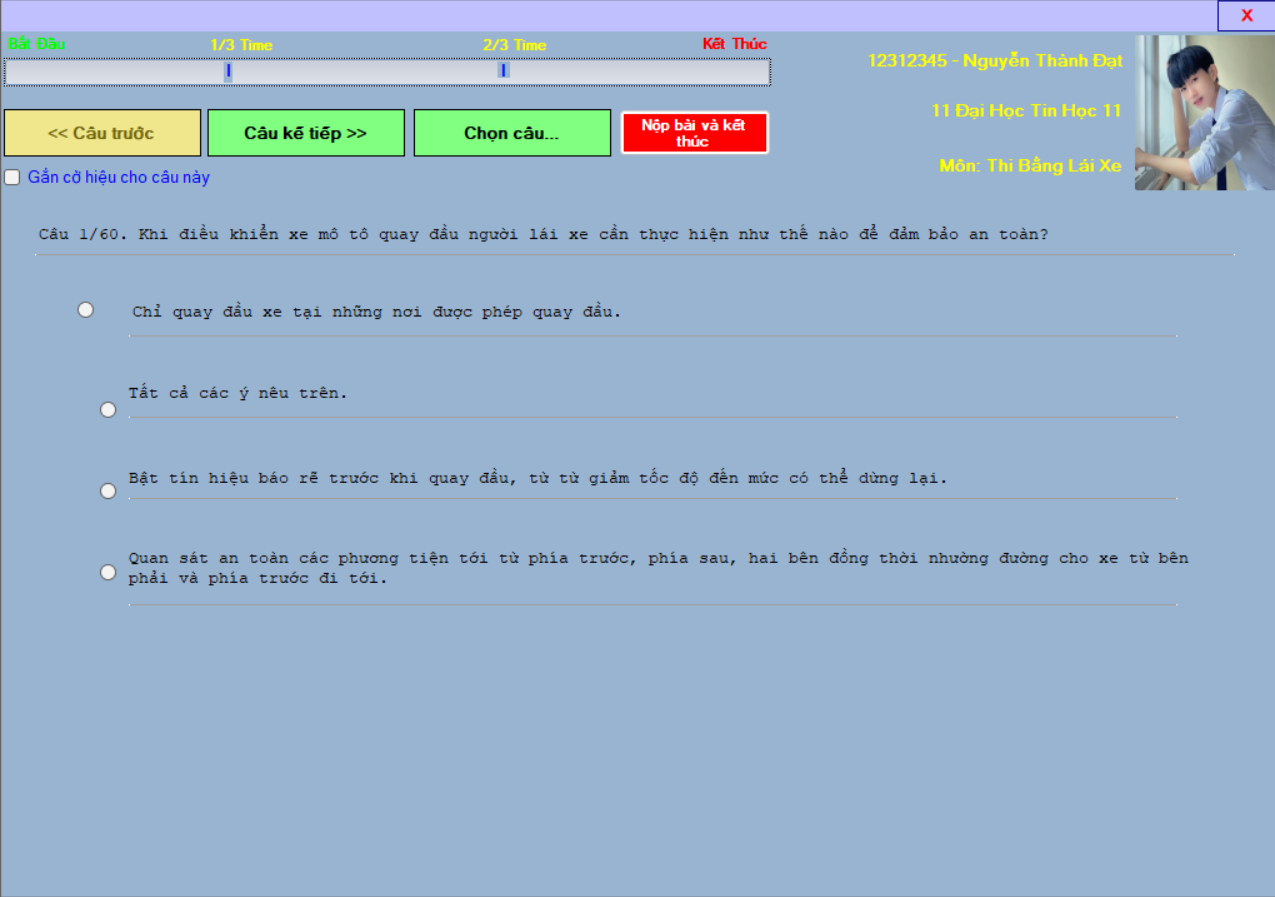 X
Bắt Đầu 1/3 Time 2/3 Time Kết Thúc
12312345 - Nguyễn Thành Đạt
11 Đại Học Tin Học 11
Môn: Thi Bằng Lái Xe
<< Câu trước
Câu kế tiếp >>
Chọn câu...
Nộp bài và kết
thúc
Gắn cờ hiệu cho câu này
Câu 1/60. Khi điều khiển xe mô tô quay đầu người lái xe cần thực hiện như thế nào để đảm bảo an toàn?
Chỉ quay đầu xe tại những nơi được phép quay đầu.
Tất cả các ý nêu trên.
Bật tín hiệu báo rẽ trước khi quay đầu, từ từ giảm tốc độ đến mức có thể dừng lại.
Quan sát an toàn các phương tiện tới từ phía trước, phía sau, hai bên đồng thời nhường đường cho xe từ bên
phải và phía trước đi tới.